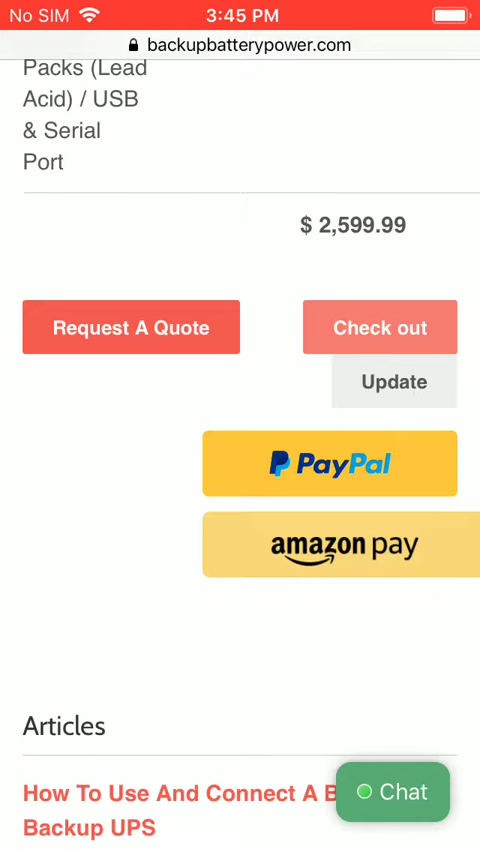 No SIM 3:45 PM
backupbatterypower.com
Packs (Lead
Acid) / USB
& Serial
Port
$ 2,599.99
Request A Quote Check out
Update
PayPal
amazon pay
Articles
How To Use And Connect A B
Backup UPS
Chat